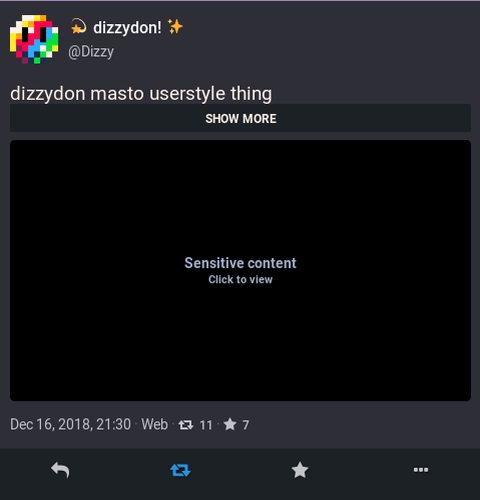 💫 dizzydon! ✨
@Dizzy
dizzydon masto userstyle thing
SHOW MORE
Sensitive content
Click to view
Dec 16, 2018, 21:30 · Web · 11 · 7